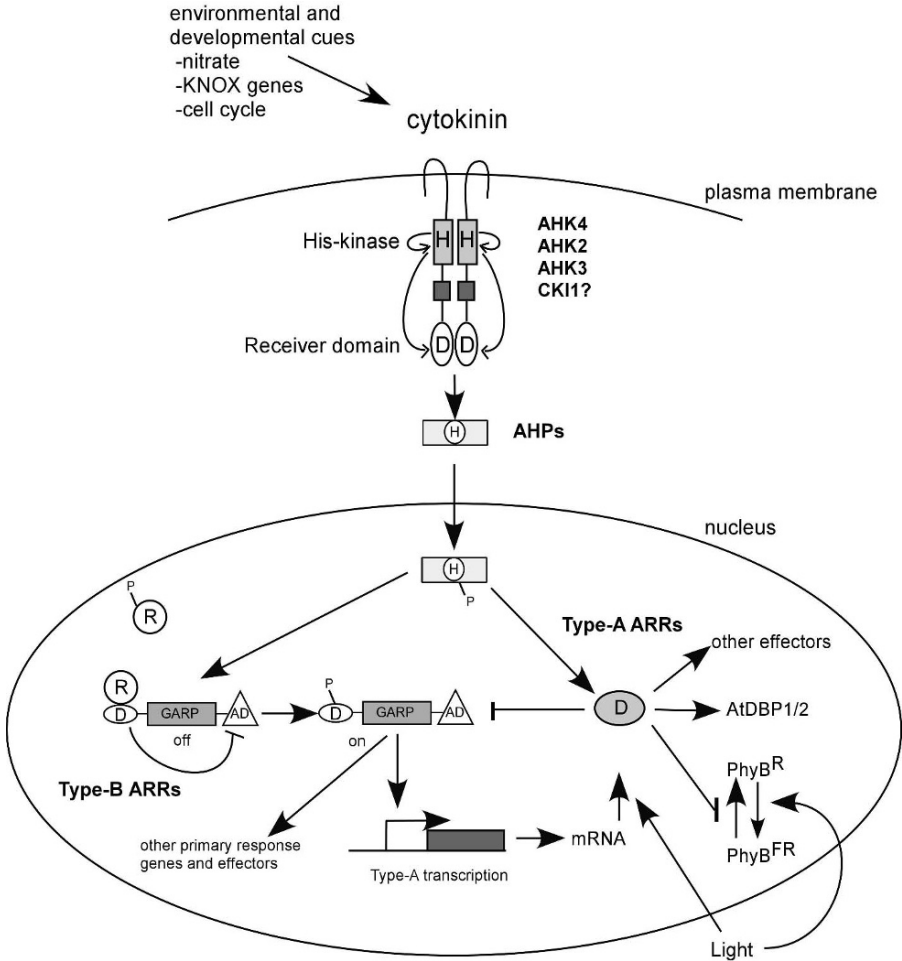 environmental and
developmental cues
-nitrate
-KNOX genes
-cell cycle
cytokinin
plasma membrane
His-kinase
H H
AHK4
AHK2
AHK3
CKI1?
Receiver domain
D D
H
AHPs
nucleus
H
P
P
R
Type-A ARRs
other effectors
R
D
GARP
AD
off
P
D
GARP
AD
on
D
AtDBP1/2
Type-B ARRs
PhyBR
PhyBFR
other primary response
genes and effectors
mRNA
Type-A transcription
Light